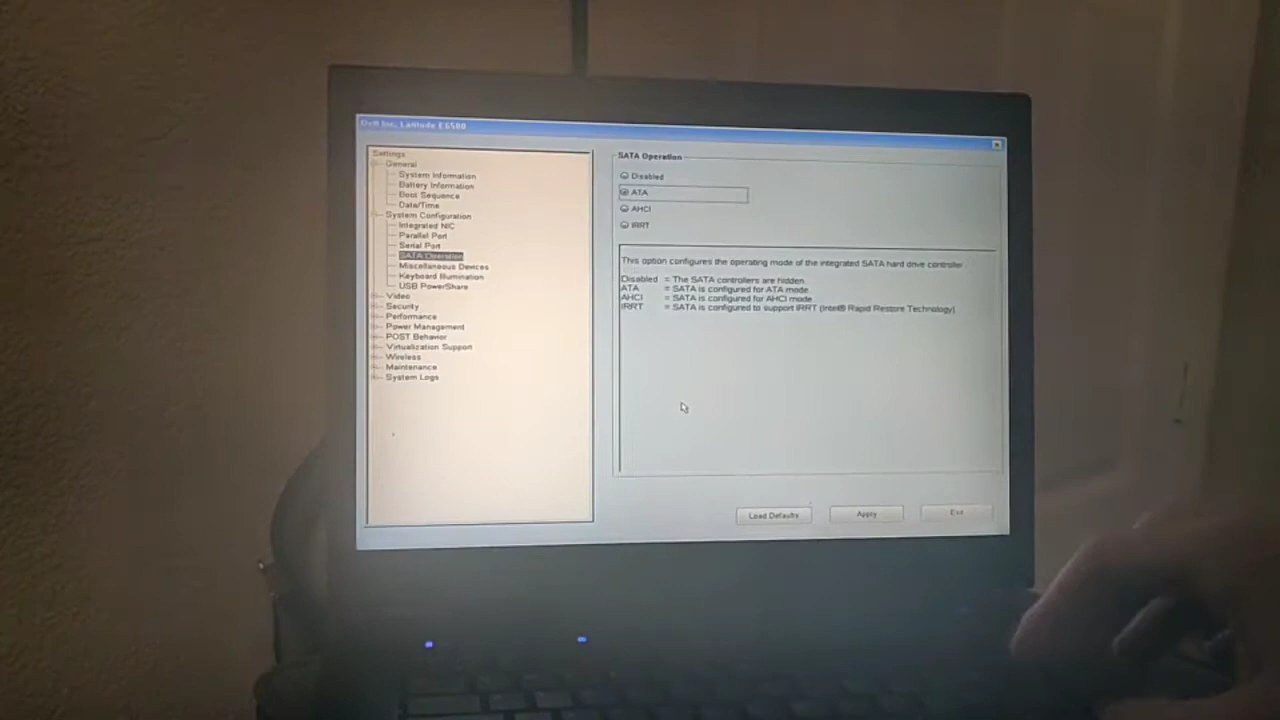 Dell Inc. Latitude E6500
Settings
General
System Information
Battery Information
Boot Sequence
Date/Time
System Configuration
Integrated NIC
Parallel Port
Serial Port
SATA Operation
Miscellaneous Devices
Keyboard Illumination
USB PowerShare
Video
Security
Performance
Power Management
POST Behavior
Virtualization Support
Wireless
Maintenance
System Logs
SATA Operation
Disabled
ATA
AHCI
IRRT
This option configures the operating mode of the integrated SATA hard drive controller.
Disabled = The SATA controllers are hidden.
ATA = SATA is configured for ATA mode.
AHCI = SATA is configured for AHCI mode.
IRRT = SATA is configured to support IRRT (Intel® Rapid Restore Technology)
Load Defaults
Apply
Exit